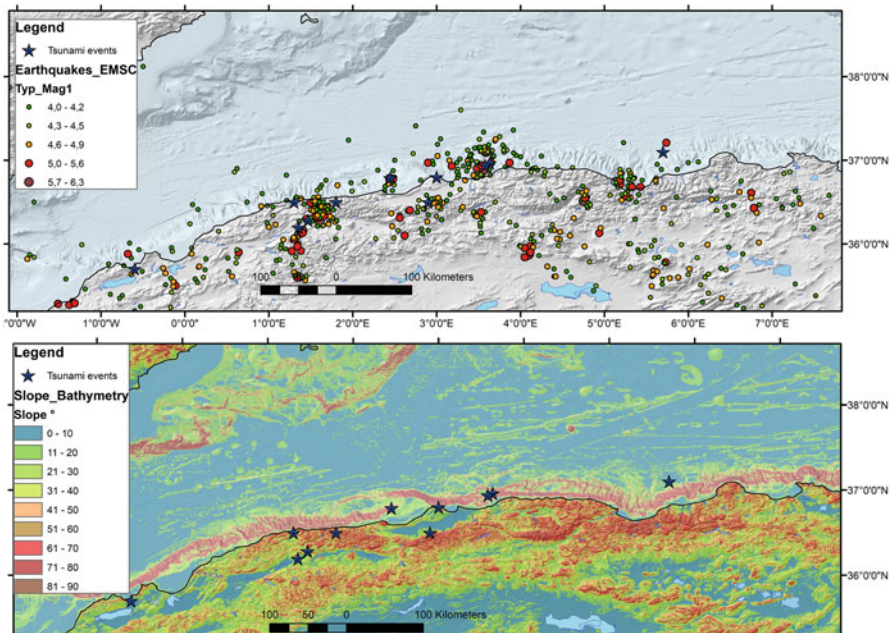 Legend
Tsunami events
Earthquakes_EMSC
Typ_Mag1
4,0 - 4,2
4,3 - 4,5
4,6 - 4,9
5,0 - 5,6
5,7 - 6,3
38°0'0"N
37°0'0"N
36°0'0"N
100 50 0 100 Kilometers
1°0'0"W 0°0'0" 1°0'0"E 2°0'0"E 3°0'0"E 4°0'0"E 5°0'0"E 6°0'0"E 7°0'0"E
Legend
Tsunami events
Slope_Bathymetry
Slope °
0 - 10
11 - 20
21 - 30
31 - 40
41 - 50
51 - 60
61 - 70
71 - 80
81 - 90
38°0'0"N
37°0'0"N
36°0'0"N
100 50 0 100 Kilometers